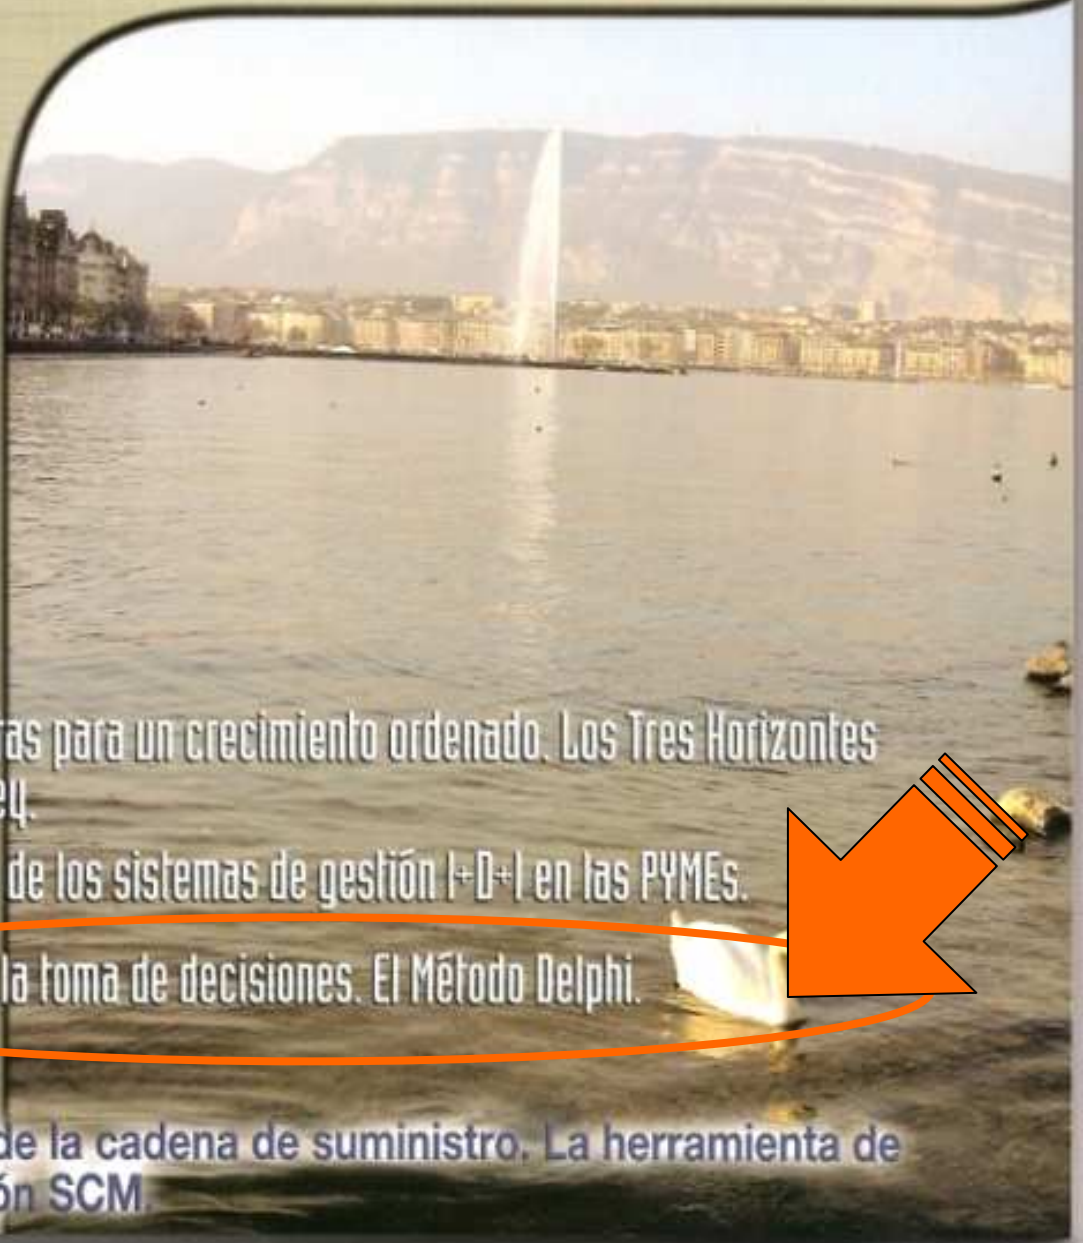 as para un crecimiento ordenado. Los Tres Horizontes
ey.
de los sistemas de gestión I+D+I en las PYMEs.
la toma de decisiones. El Método Delphi.
de la cadena de suministro. La herramienta de
ón SCM.